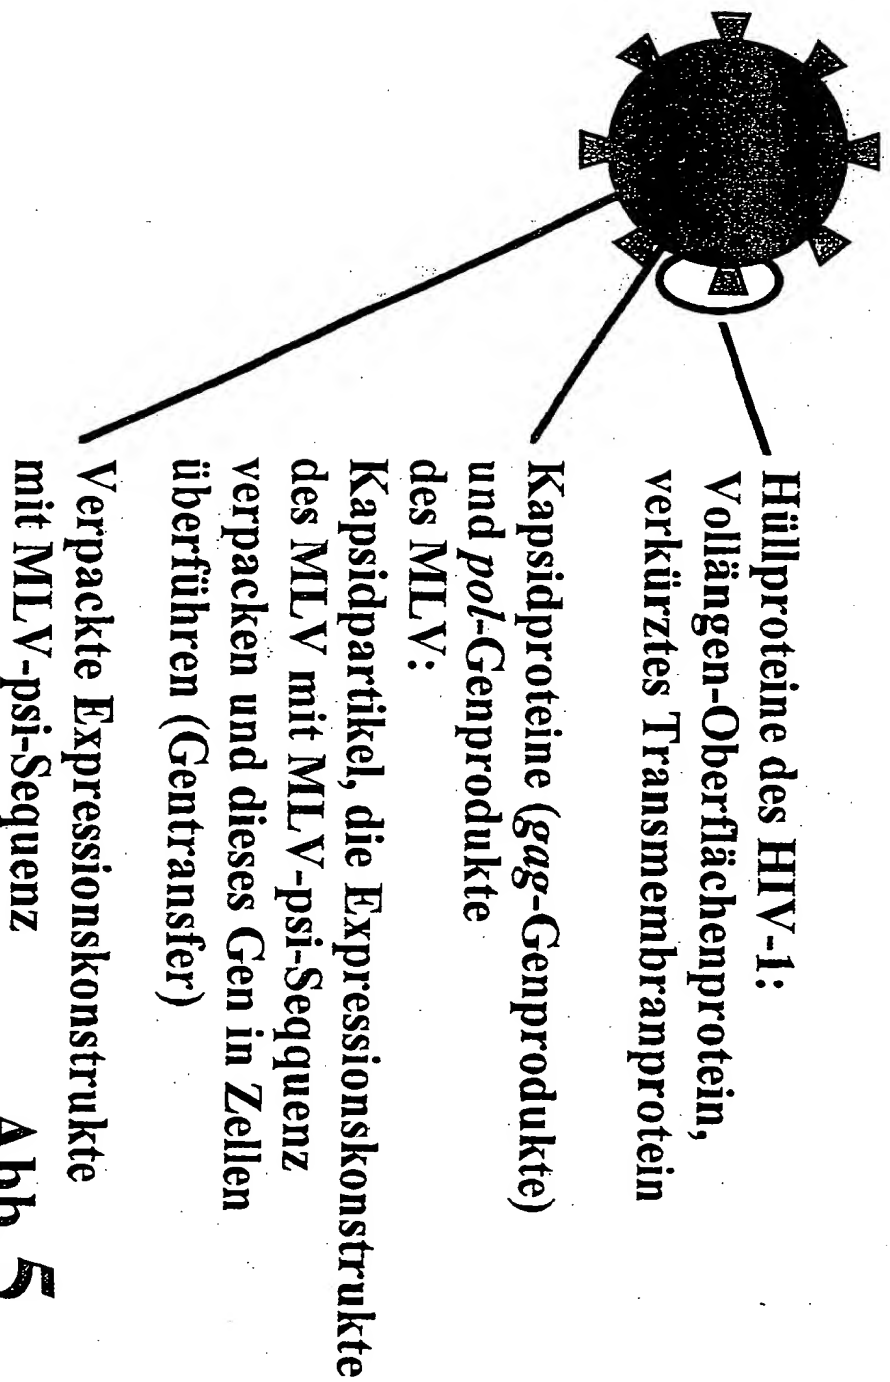 Hüllproteine des HIV-1:
Vollängen-Oberflächenprotein,
verkürztes Transmembranprotein
Kapsidproteine (gag-Genprodukte)
und pol-Genprodukte
des MLV:
Kapsidpartikel, die Expressionskonstrukte
des MLV mit MLV-psi-Seqquenz
verpacken und dieses Gen in Zellen
überführen (Gentransfer)
Verpackte Expressionskonstrukte
mit MLV-psi-Sequenz
Abb 5